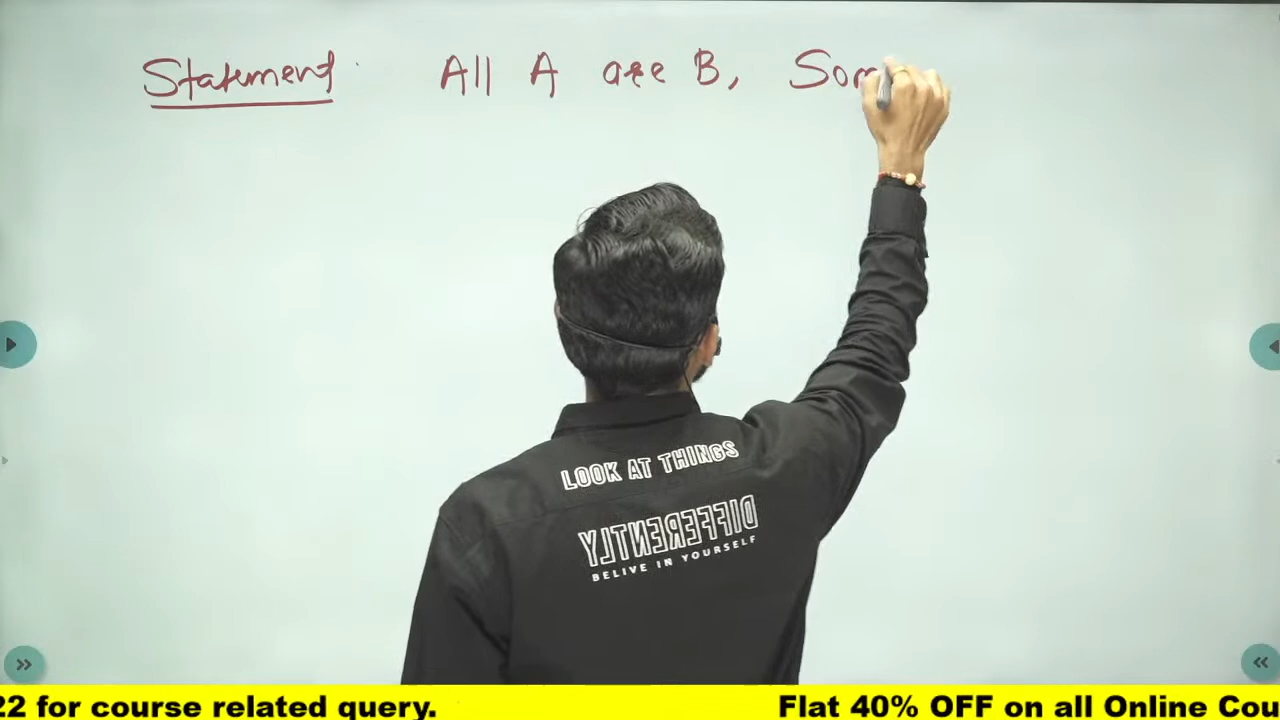 Statement All A are B, Som
LOOK AT THINGS
DIFFERENTLY
BELIVE IN YOURSELF
22 for course related query. Flat 40% OFF on all Online Cou